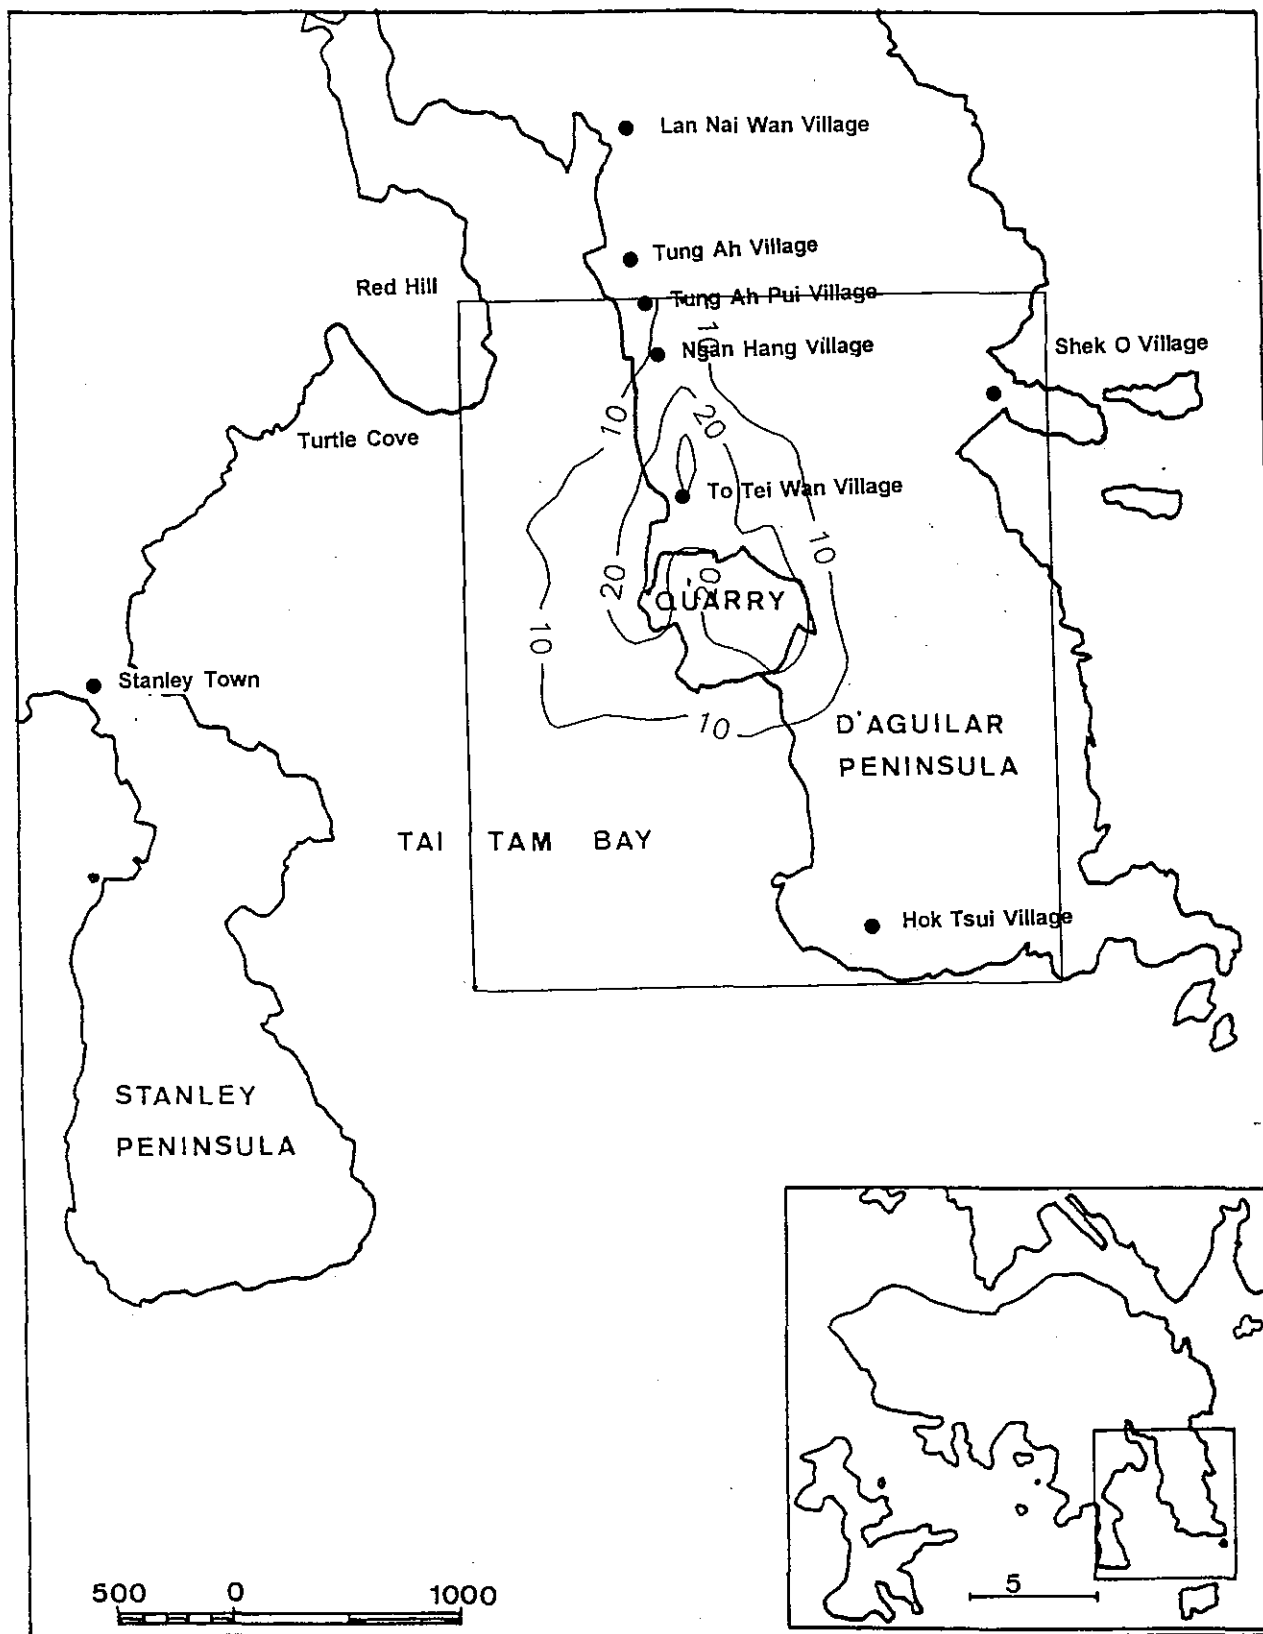 Lan Nai Wan Village
Tung Ah Village
Red Hill
Tung Ah Pui Village
10
Ngan Hang Village
Shek O Village
10
20
Turtle Cove
To Tei Wan Village
10
20
20
QUARRY
10
Stanley Town
10
D'AGUILAR
PENINSULA
TAI TAM BAY
Hok Tsui Village
STANLEY
PENINSULA
5
500 0 1000